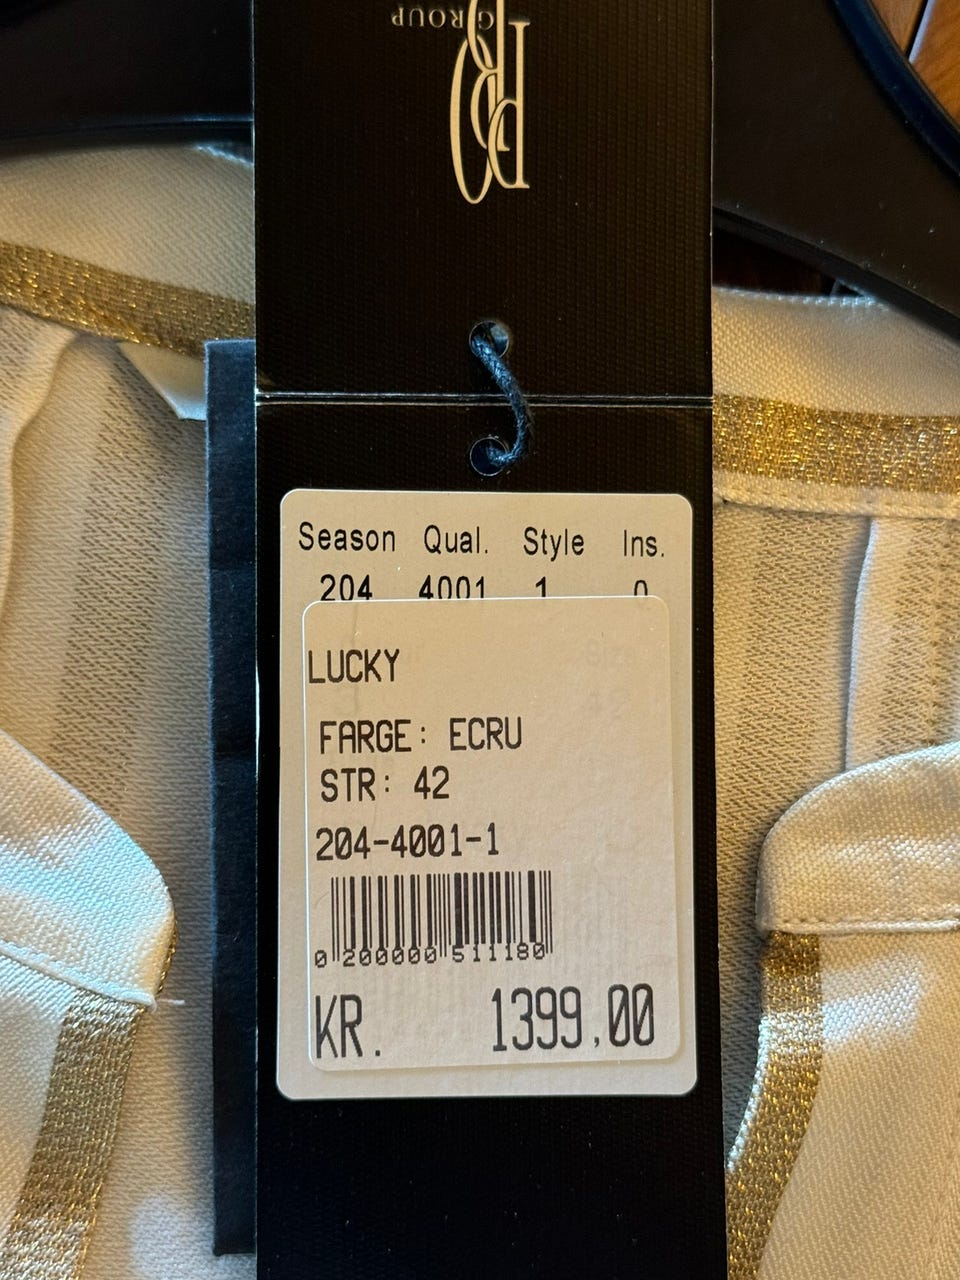 GROUP
PBO
Season Qual. Style Ins.
204 4001 1 0
LUCKY
FARGE: ECRU
STR: 42
204-4001-1
0 200000 511180
KR. 1399.00